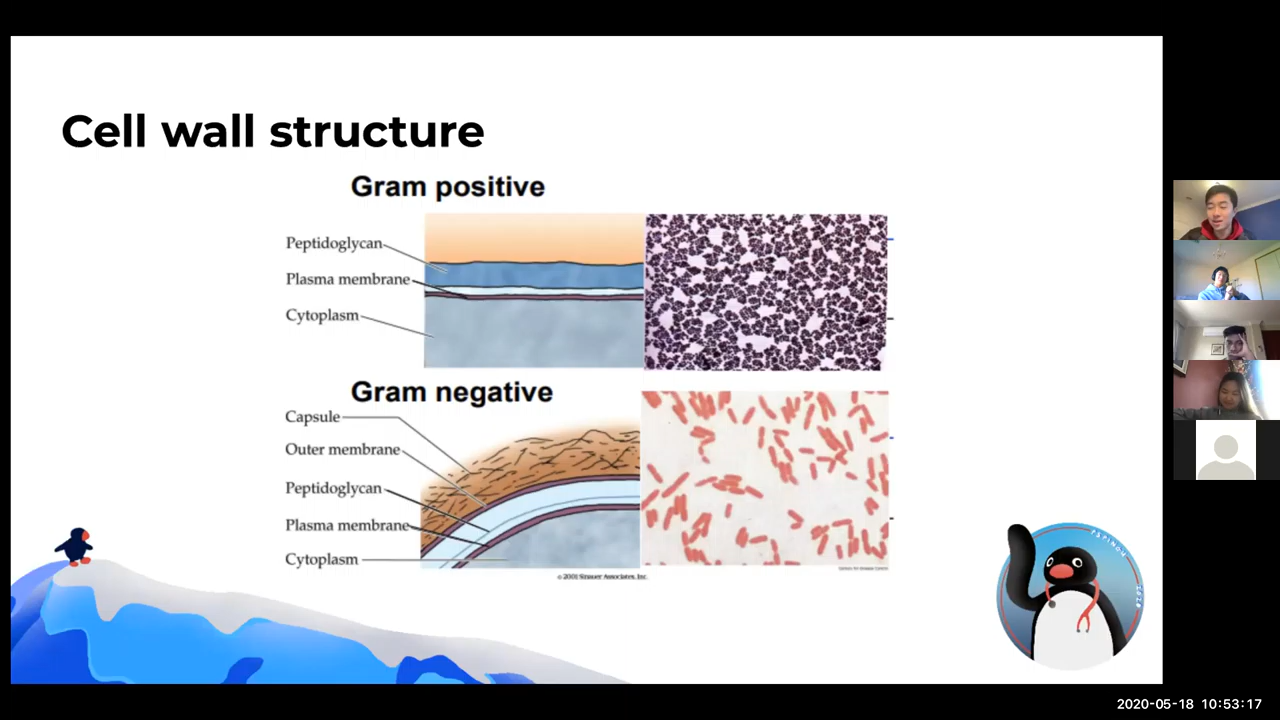 Cell wall structure
Gram positive
Peptidoglycan
Plasma membrane
Cytoplasm
Gram negative
Capsule
Outer membrane
Peptidoglycan
Plasma membrane
Cytoplasm
© 2001 Sinauer Associates, Inc.
2020-05-18 10:53:17